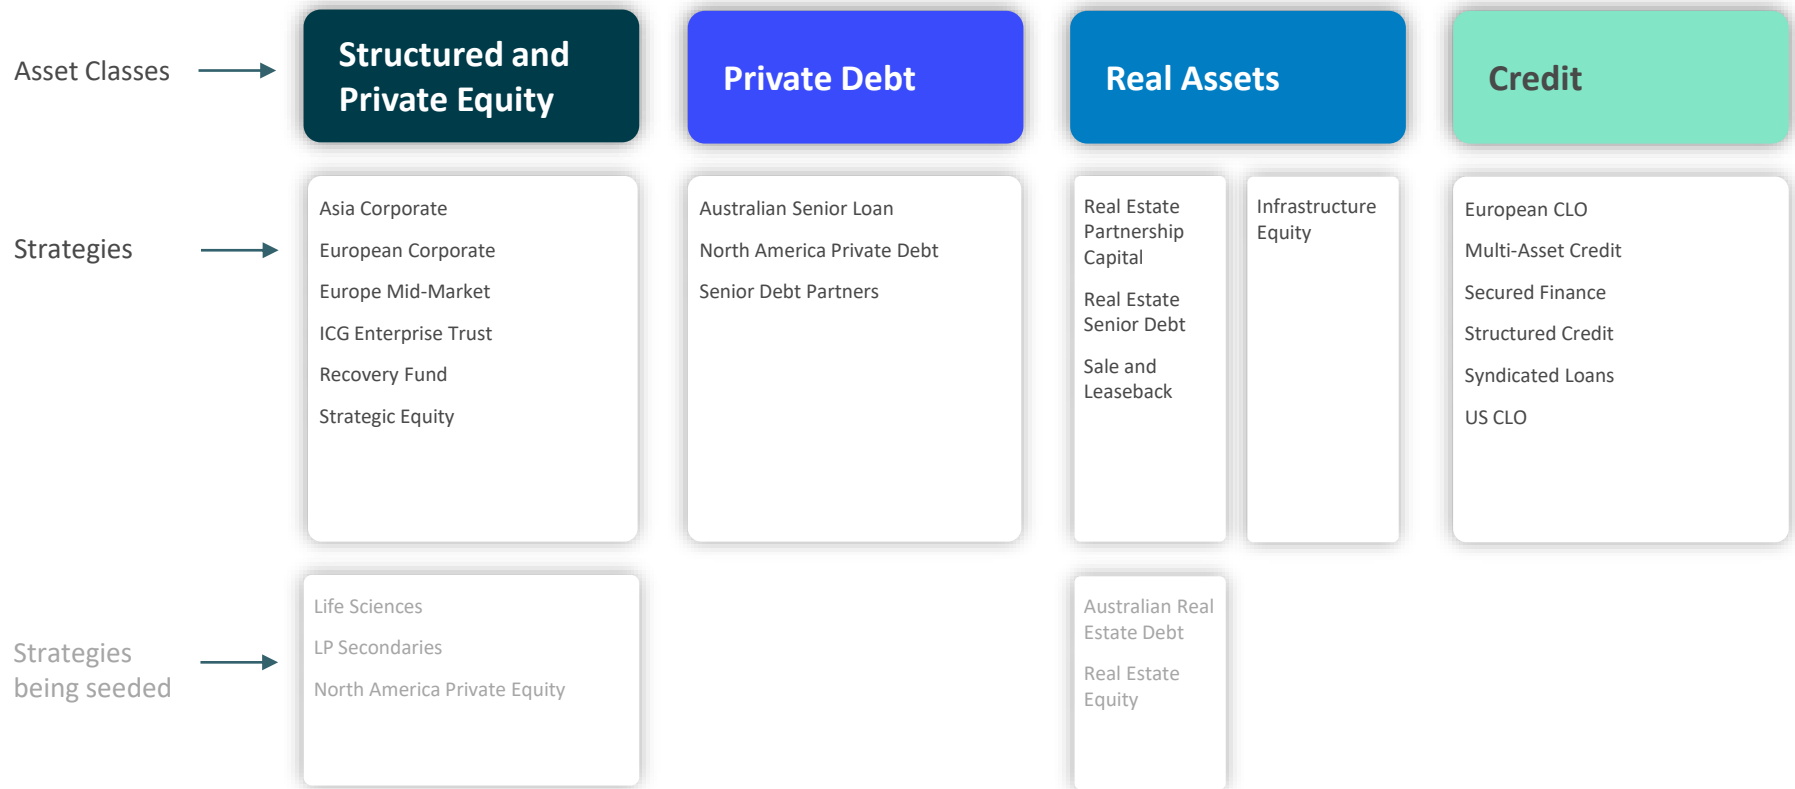 Asset Classes
Structured and
Private Equity
Private Debt
Real Assets
Credit
Strategies
Asia Corporate
European Corporate
Europe Mid-Market
ICG Enterprise Trust
Recovery Fund
Strategic Equity
Australian Senior Loan
North America Private Debt
Senior Debt Partners
Real Estate
Partnership
Capital
Real Estate
Senior Debt
Sale and
Leaseback
Infrastructure
Equity
European CLO
Multi-Asset Credit
Secured Finance
Structured Credit
Syndicated Loans
US CLO
Strategies
being seeded
Life Sciences
LP Secondaries
North America Private Equity
Australian Real
Estate Debt
Real Estate
Equity